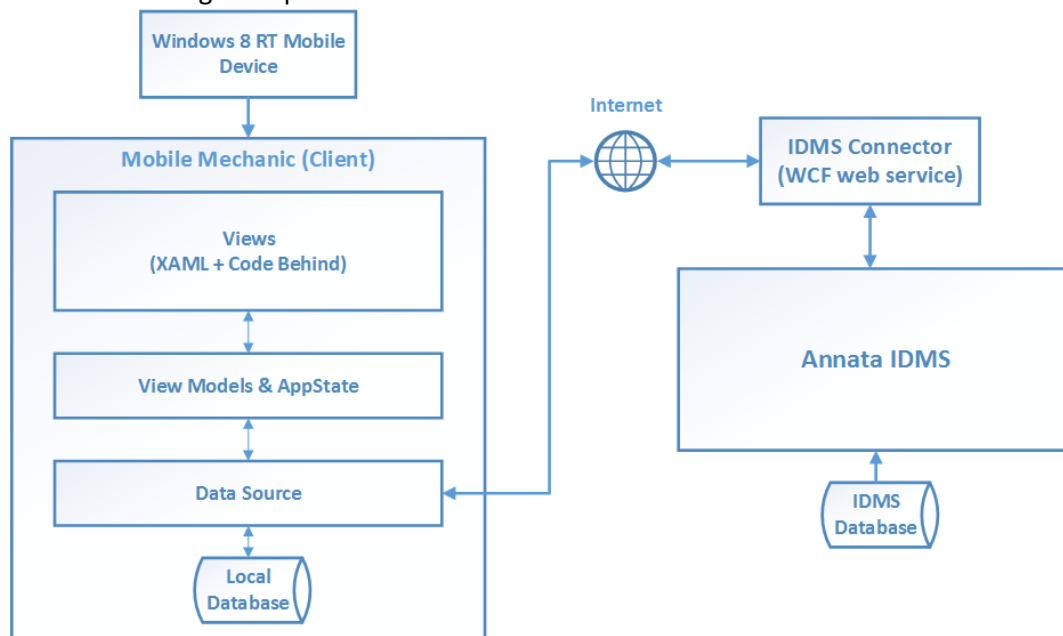 Windows 8 RT Mobile
Device
Mobile Mechanic (Client)
Views
(XAML + Code Behind)
View Models & AppState
Data Source
Local
Database
Internet
IDMS Connector
(WCF web service)
Annata IDMS
IDMS
Database